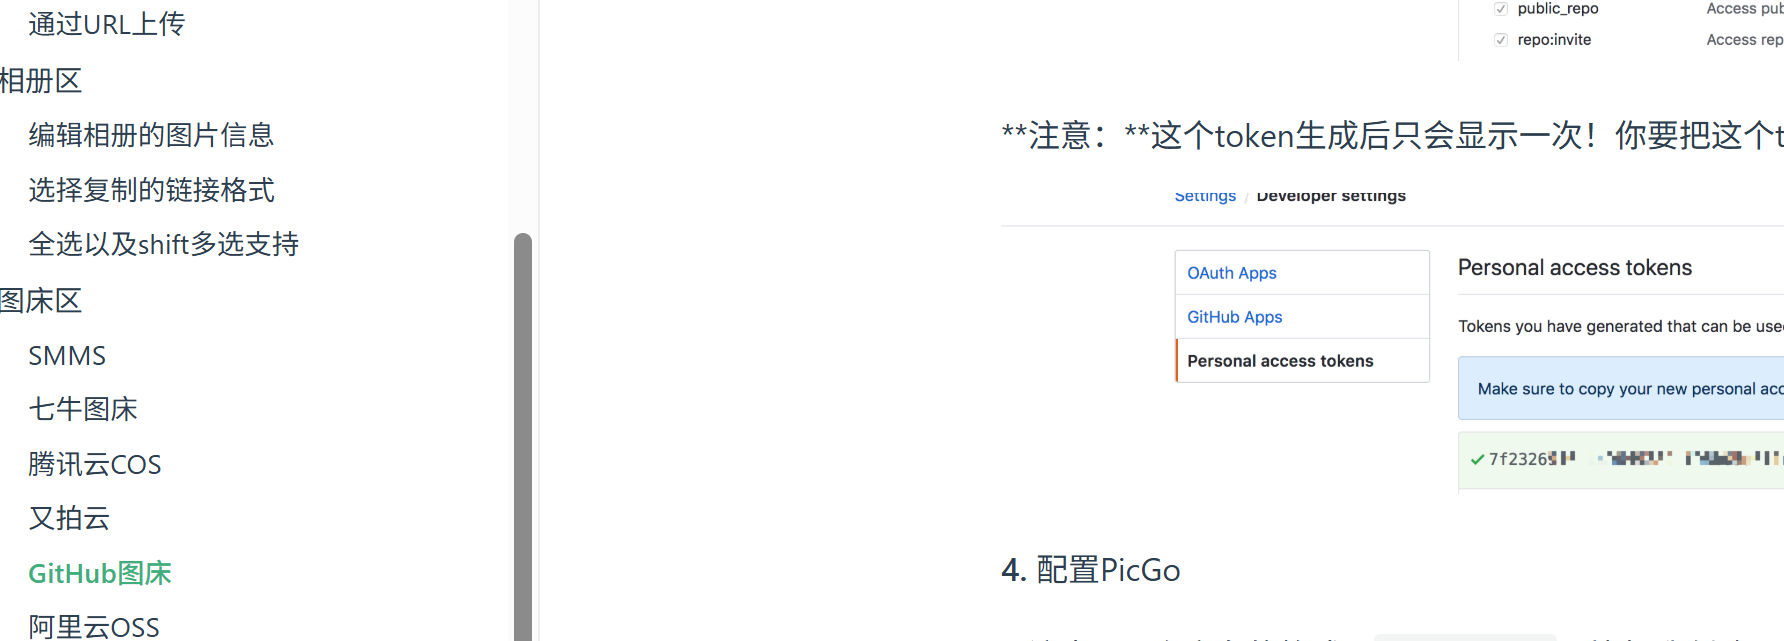 通过URL上传
相册区
编辑相册的图片信息
选择复制的链接格式
全选以及shift多选支持
图床区
SMMS
七牛图床
腾讯云COS
又拍云
GitHub图床
阿里云OSS
public_repo Access pub
repo:invite Access rep
**注意：**这个token生成后只会显示一次！你要把这个t
Settings / Developer settings
OAuth Apps
GitHub Apps
Personal access tokens
Personal access tokens
Tokens you have generated that can be used
Make sure to copy your new personal acc
7f2326
4. 配置PicGo